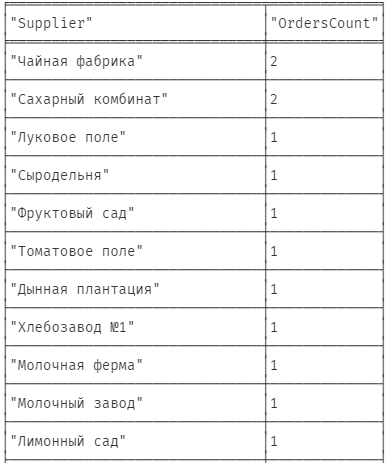 "Supplier" "OrdersCount"
"Чайная фабрика" 2
"Сахарный комбинат" 2
"Луковое поле" 1
"Сыродельня" 1
"Фруктовый сад" 1
"Томатовое поле" 1
"Дынная плантация" 1
"Хлебозавод №1" 1
"Молочная ферма" 1
"Молочный завод" 1
"Лимонный сад" 1